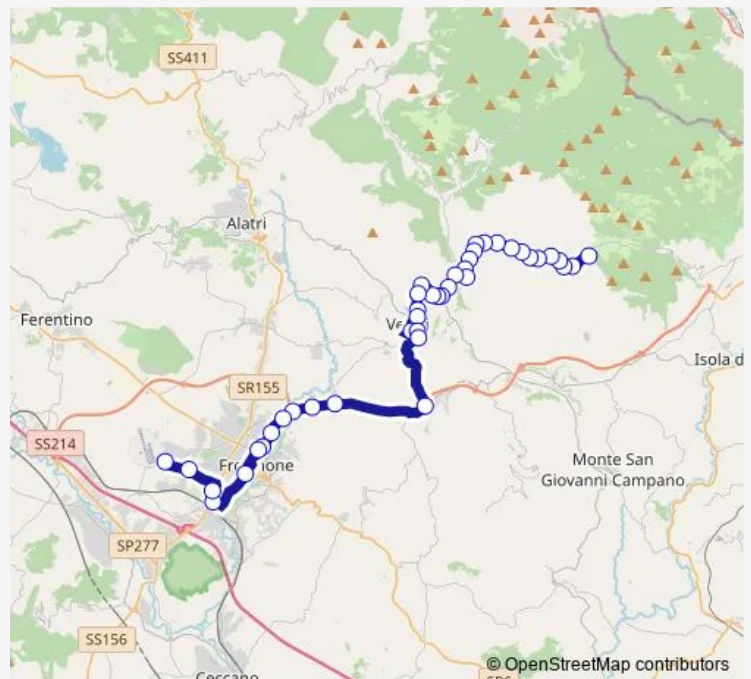 SS411
Alatri
Ferentino
Isola d
SR155
SS214
Monte San
Giovanni Campano
SP277
SS156
© OpenStreetMap contributors